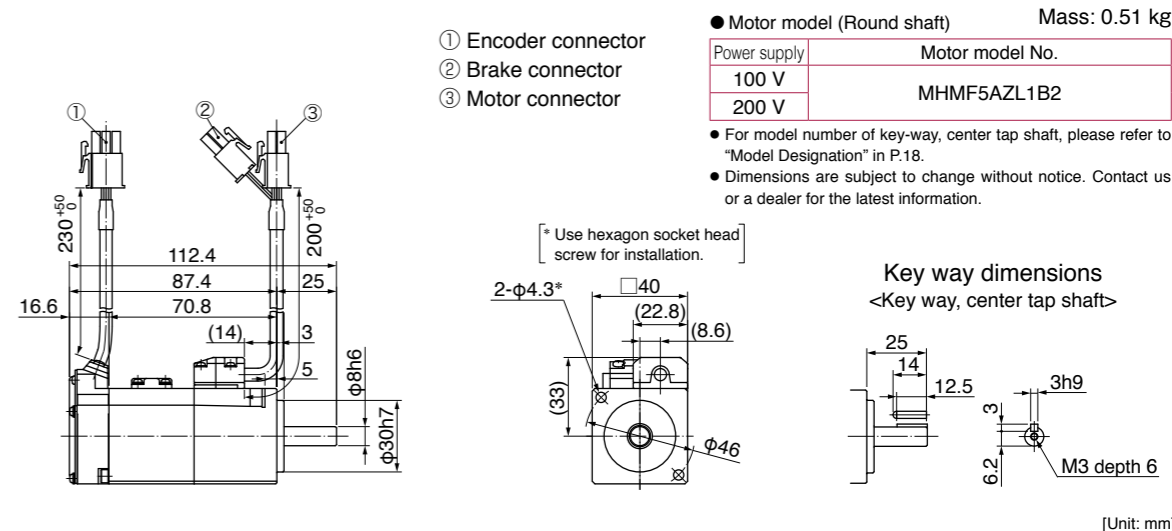 ① Encoder connector
② Brake connector
③ Motor connector
● Motor model (Round shaft)
Mass: 0.51 kg
Power supply
Motor model No.
100 V
200 V
MHMF5AZL1B2
● For model number of key-way, center tap shaft, please refer to
"Model Designation" in P.18.
● Dimensions are subject to change without notice. Contact us
or a dealer for the latest information.
①
②
③
230 +50 0
200 +50 0
112.4
87.4
25
16.6
70.8
(14)
3
5
φ8h6
φ30h7
[* Use hexagon socket head
screw for installation.]
2-φ4.3*
□40
(22.8)
(8.6)
(33)
φ46
Key way dimensions
<Key way, center tap shaft>
25
14
12.5
3h9
3
6.2
M3 depth 6
[Unit: mm]